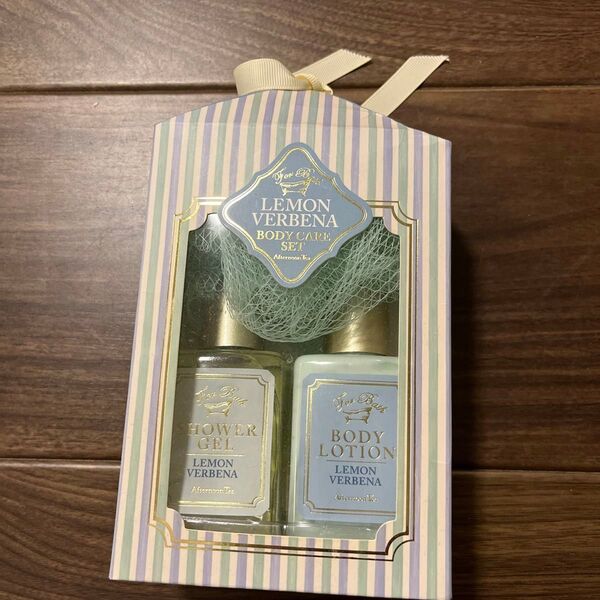 For Bath
LEMON
VERBENA
BODY CARE
SET
Afternoon Tea
For Bath
SHOWER
GEL
LEMON
VERBENA
Afternoon Tea
For Bath
BODY
LOTION
LEMON
VERBENA
Afternoon Tea